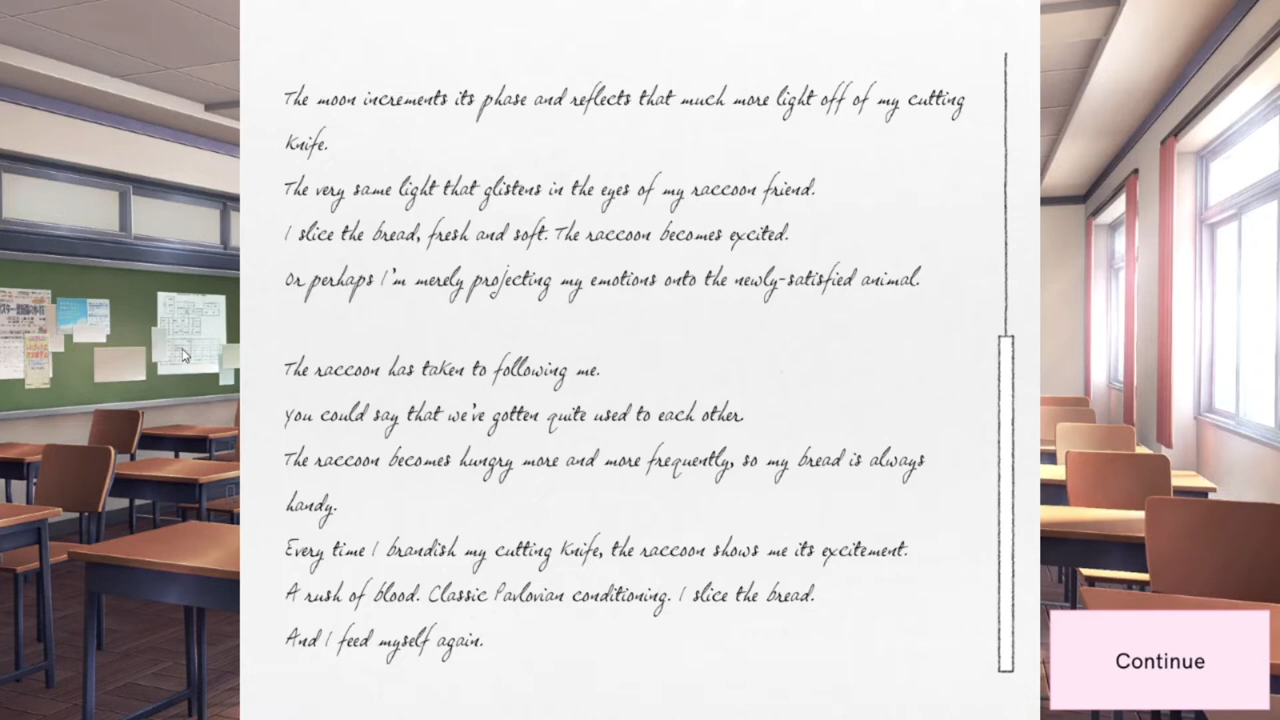 The moon increments its phase and reflects that much more light off of my cutting
knife.
The very same light that glistens in the eyes of my raccoon friend.
I slice the bread, fresh and soft. The raccoon becomes excited.
Or perhaps I'm merely projecting my emotions onto the newly-satisfied animal.
The raccoon has taken to following me.
You could say that we've gotten quite used to each other.
The raccoon becomes hungry more and more frequently, so my bread is always
handy.
Every time I brandish my cutting knife, the raccoon shows me its excitement.
A rush of blood. Classic Pavlovian conditioning. I slice the bread.
And I feed myself again.
Continue